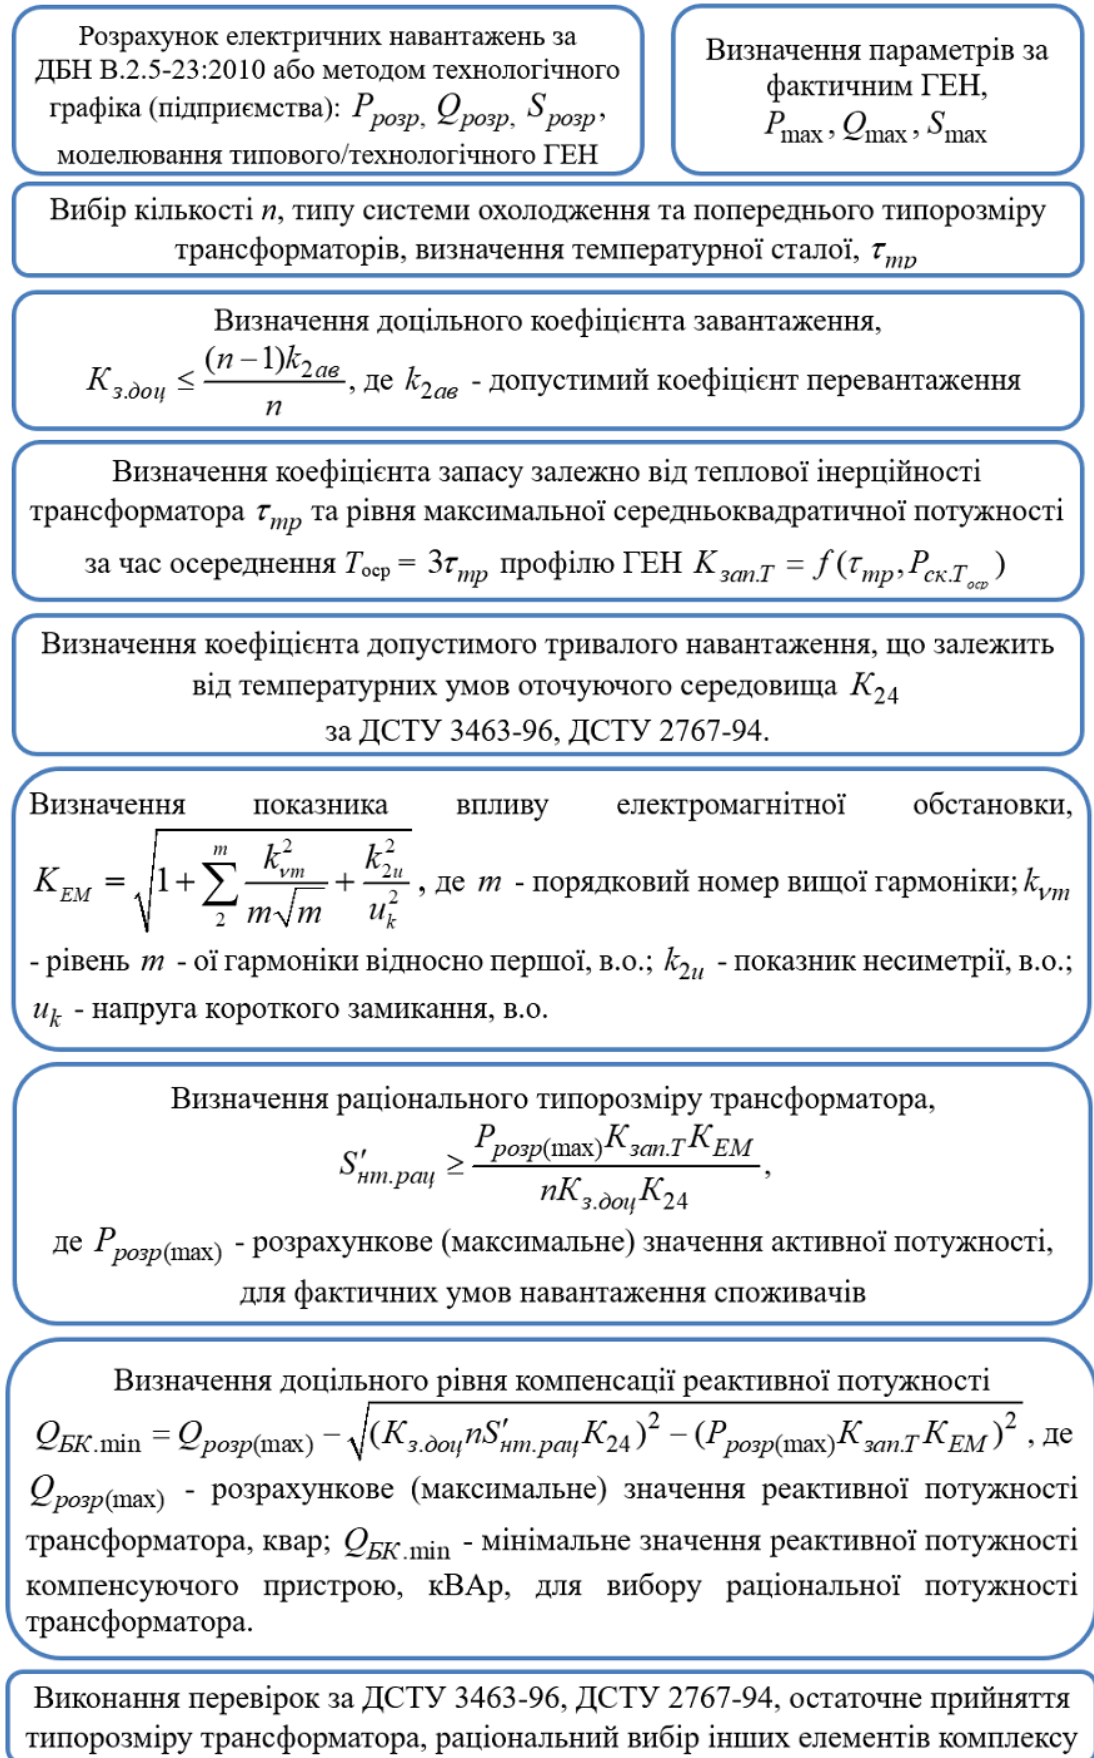 Розрахунок електричних навантажень за
ДБН В.2.5-23:2010 або методом технологічного
графіка (підприємства): P_розр, Q_розр, S_розр,
моделювання типового/технологічного ГЕН
Визначення параметрів за
фактичним ГЕН,
P_max, Q_max, S_max
Вибір кількості n, типу системи охолодження та попереднього типорозміру
трансформаторів, визначення температурної сталої, τ_тр
Визначення доцільного коефіцієнта завантаження,
K_з.доц ≤ (n − 1)k_2ав / n, де k_2ав - допустимий коефіцієнт перевантаження
Визначення коефіцієнта запасу залежно від теплової інерційності
трансформатора τ_тр та рівня максимальної середньоквадратичної потужності
за час осереднення T_оср = 3τ_тр профілю ГЕН K_зап.T = f(τ_тр, P_ск.T_оср)
Визначення коефіцієнта допустимого тривалого навантаження, що залежить
від температурних умов оточуючого середовища K_24
за ДСТУ 3463-96, ДСТУ 2767-94.
Визначення показника впливу електромагнітної обстановки,
K_EM = √(1 + ∑_2^m k_νm^2 / (m√m) + k_2u^2 / u_k^2), де m - порядковий номер вищої гармоніки; k_νm
- рівень m - ої гармоніки відносно першої, в.о.; k_2u - показник несиметрії, в.о.;
u_k - напруга короткого замикання, в.о.
Визначення раціонального типорозміру трансформатора,
S′_нт.рац ≥ P_розр(max) K_зап.T K_EM / (n K_з.доц K_24),
де P_розр(max) - розрахункове (максимальне) значення активної потужності,
для фактичних умов навантаження споживачів
Визначення доцільного рівня компенсації реактивної потужності
Q_БК.min = Q_розр(max) − √((K_з.доц n S′_нт.рац K_24)^2 − (P_розр(max) K_зап.T K_EM)^2), де
Q_розр(max) - розрахункове (максимальне) значення реактивної потужності
трансформатора, квар; Q_БК.min - мінімальне значення реактивної потужності
компенсуючого пристрою, кВАр, для вибору раціональної потужності
трансформатора.
Виконання перевірок за ДСТУ 3463-96, ДСТУ 2767-94, остаточне прийняття
типорозміру трансформатора, раціональний вибір інших елементів комплексу